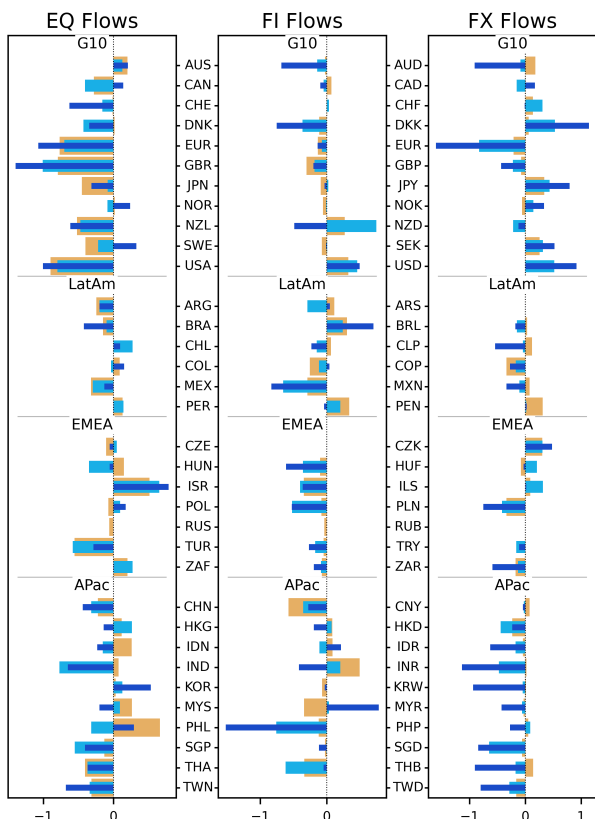 EQ Flows FI Flows FX Flows
G10 G10 G10
AUS AUD
CAN CAD
CHE CHF
DNK DKK
EUR EUR
GBR GBP
JPN JPY
NOR NOK
NZL NZD
SWE SEK
USA USD
LatAm LatAm LatAm
ARG ARS
BRA BRL
CHL CLP
COL COP
MEX MXN
PER PEN
EMEA EMEA EMEA
CZE CZK
HUN HUF
ISR ILS
POL PLN
RUS RUB
TUR TRY
ZAF ZAR
APac APac APac
CHN CNY
HKG HKD
IDN IDR
IND INR
KOR KRW
MYS MYR
PHL PHP
SGP SGD
THA THB
TWN TWD
−1 0 −1 0 −1 0 1